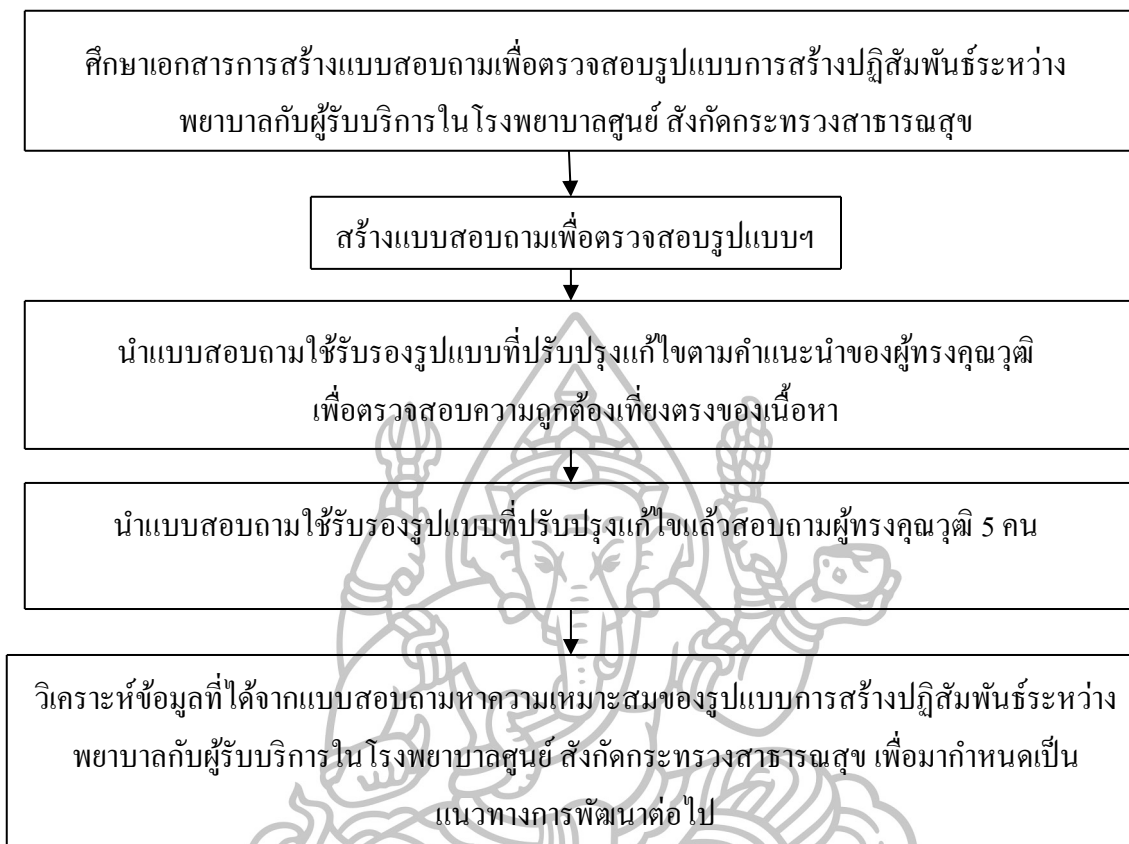 ศึกษาเอกสารการสร้างแบบสอบถามเพื่อตรวจสอบรูปแบบการสร้างปฏิสัมพันธ์ระหว่าง
พยาบาลกับผู้รับบริการในโรงพยาบาลศูนย์ สังกัดกระทรวงสาธารณสุข
สร้างแบบสอบถามเพื่อตรวจสอบรูปแบบฯ
นำแบบสอบถามใช้รับรองรูปแบบที่ปรับปรุงแก้ไขตามคำแนะนำของผู้ทรงคุณวุฒิ
เพื่อตรวจสอบความถูกต้องเที่ยงตรงของเนื้อหา
นำแบบสอบถามใช้รับรองรูปแบบที่ปรับปรุงแก้ไขแล้วสอบถามผู้ทรงคุณวุฒิ 5 คน
วิเคราะห์ข้อมูลที่ได้จากแบบสอบถามหาความเหมาะสมของรูปแบบการสร้างปฏิสัมพันธ์ระหว่าง
พยาบาลกับผู้รับบริการในโรงพยาบาลศูนย์ สังกัดกระทรวงสาธารณสุข เพื่อมากำหนดเป็น
แนวทางการพัฒนาต่อไป